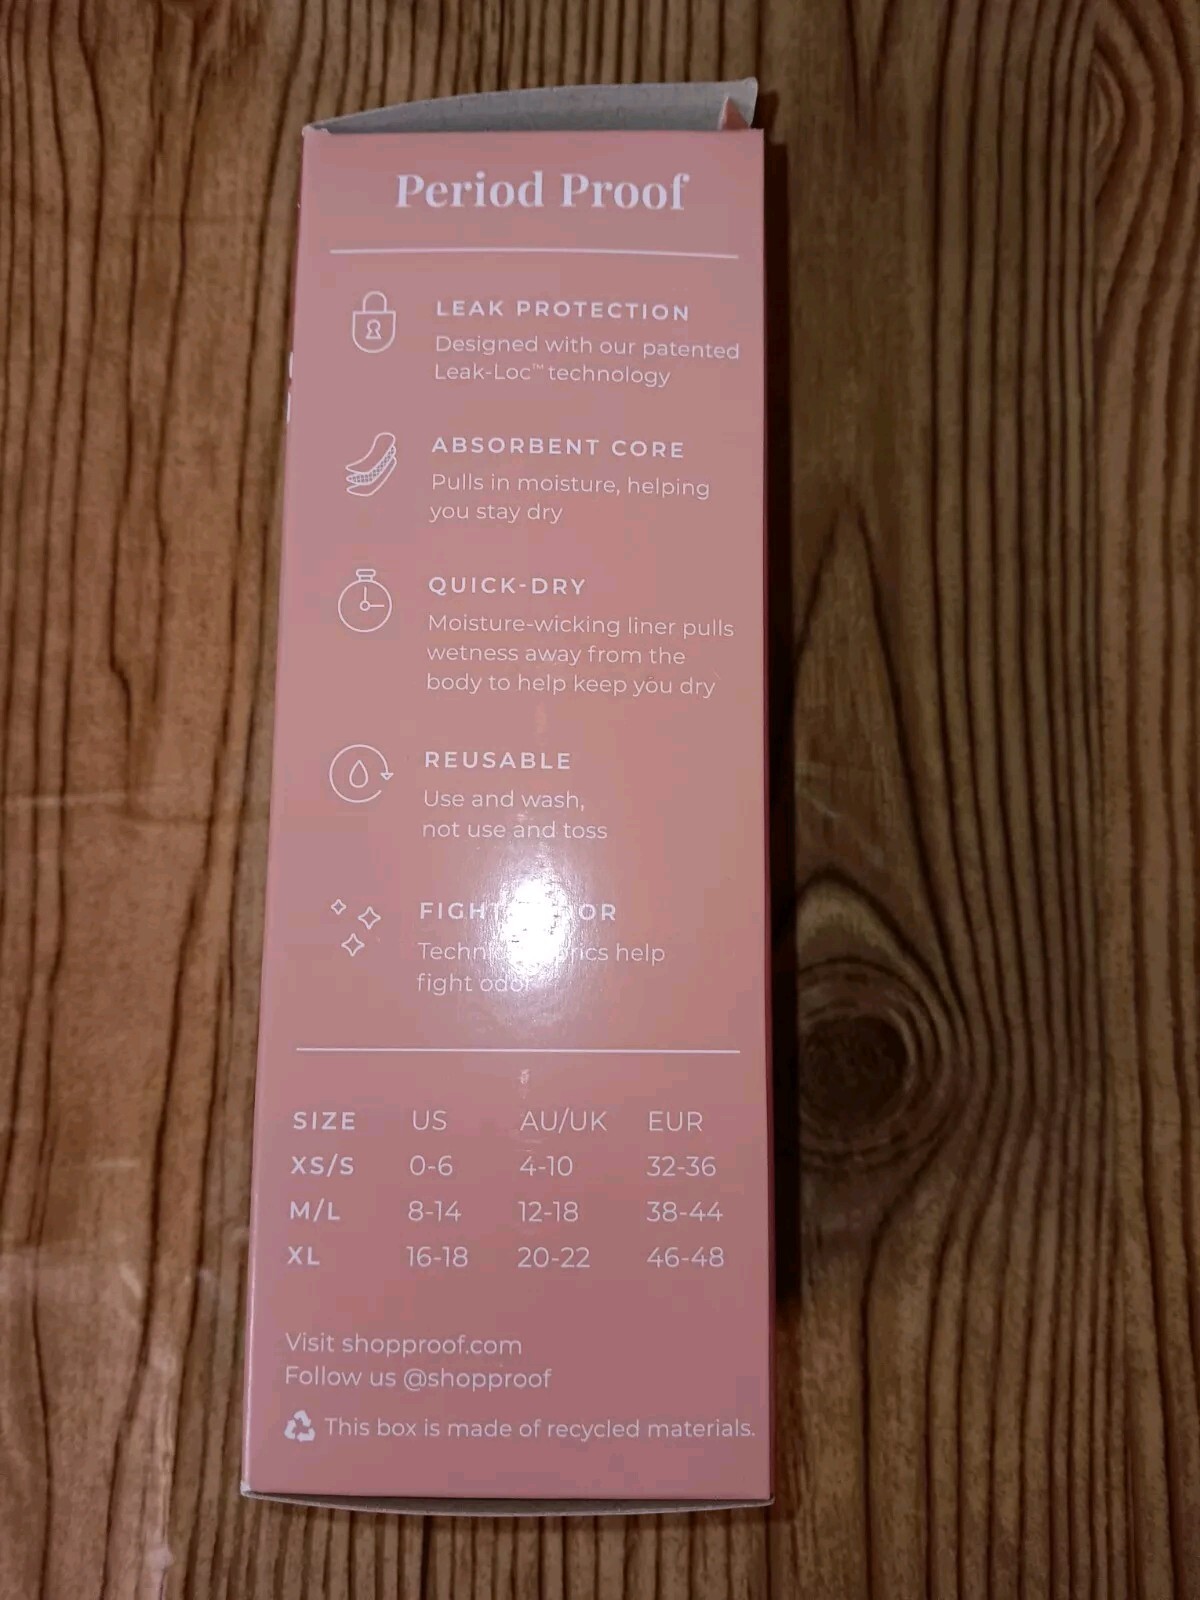 Period Proof
LEAK PROTECTION
Designed with our patented
Leak-Loc™ technology
ABSORBENT CORE
Pulls in moisture, helping
you stay dry
QUICK-DRY
Moisture-wicking liner pulls
wetness away from the
body to help keep you dry
REUSABLE
Use and wash,
not use and toss
help
fight odor
SIZE US AU/UK EUR
XS/S 0-6 4-10 32-36
M/L 8-14 12-18 38-44
XL 16-18 20-22 46-48
Visit shopproof.com
Follow us @shopproof
This box is made of recycled materials.